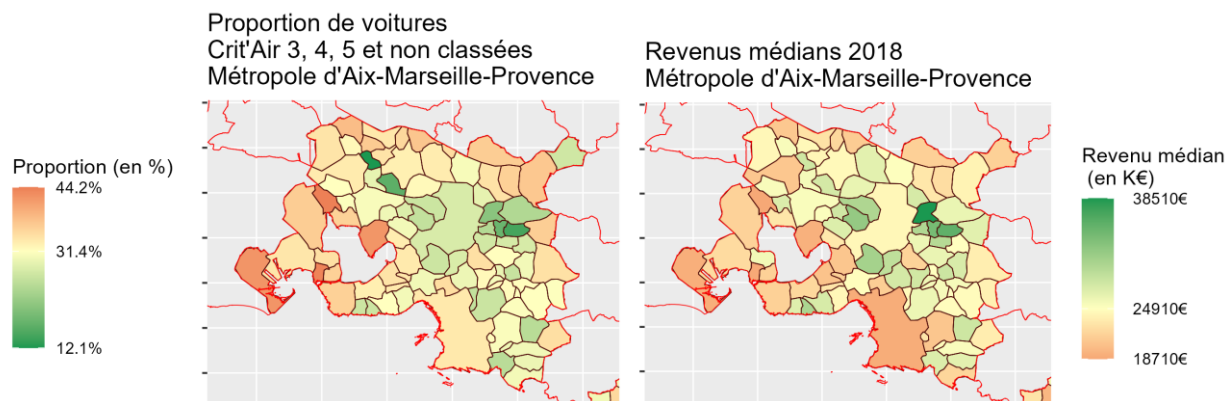 Proportion de voitures
Crit'Air 3, 4, 5 et non classées
Métropole d'Aix-Marseille-Provence
Revenus médians 2018
Métropole d'Aix-Marseille-Provence
Proportion (en %)
44.2%
31.4%
12.1%
Revenu médian
(en K€)
38510€
24910€
18710€